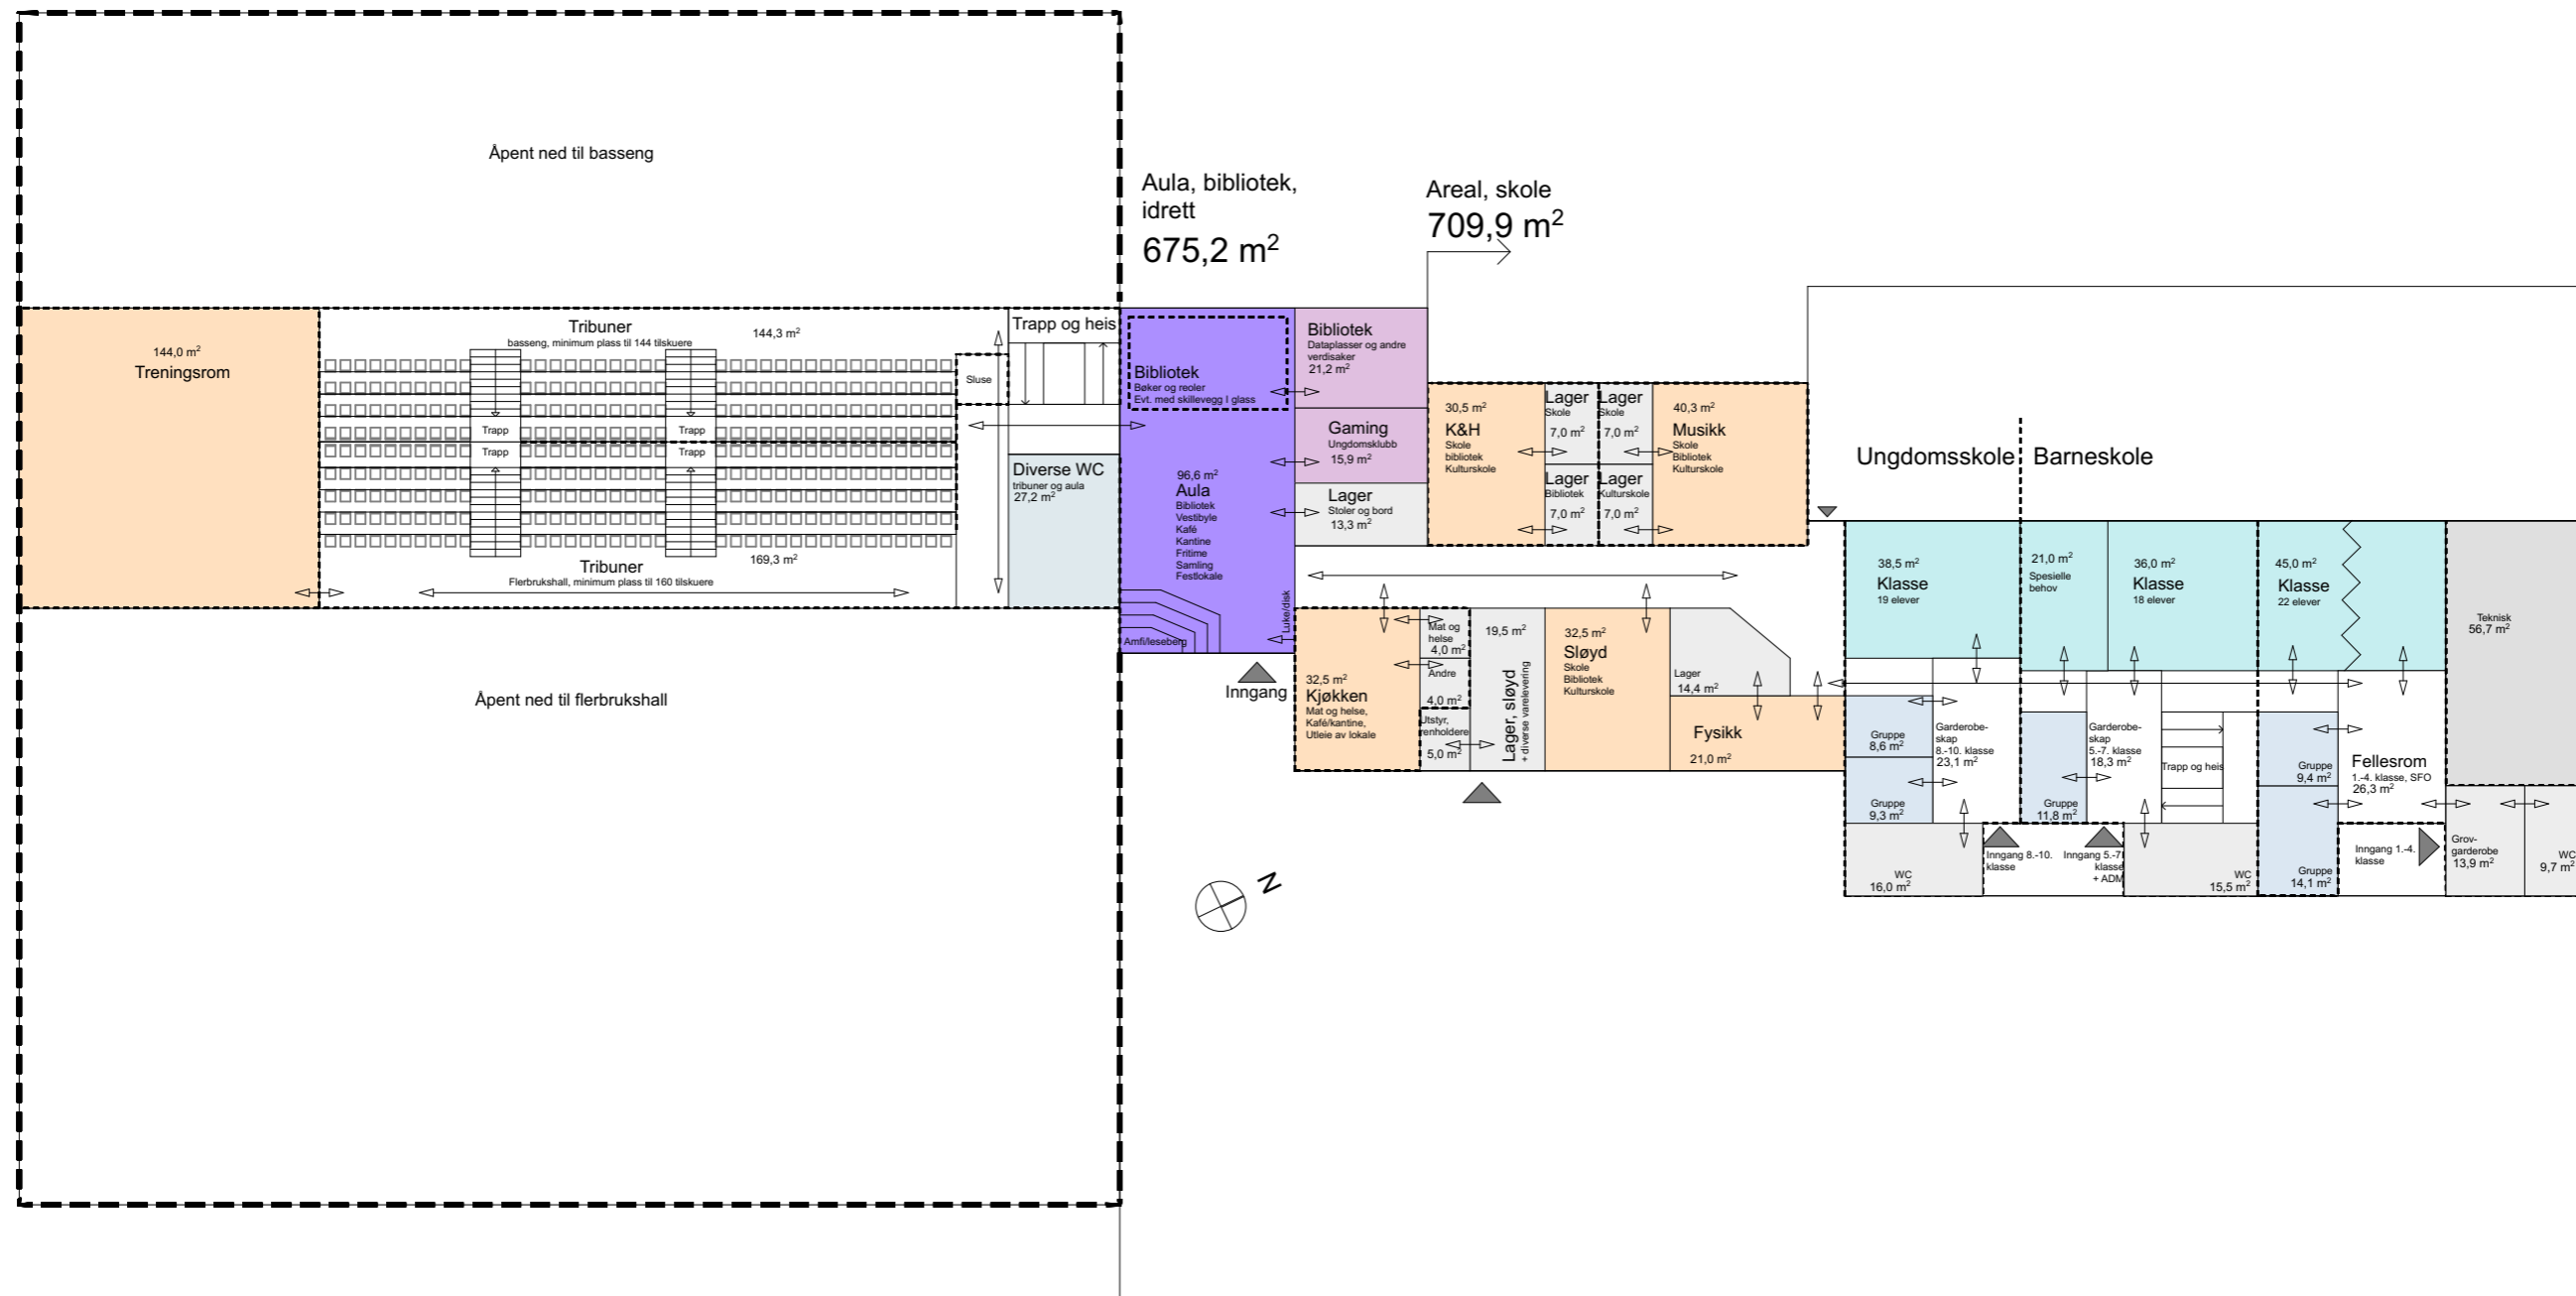 Åpent ned til basseng
Aula, bibliotek,
idrett
675,2 m²
Areal, skole
709,9 m²
144,0 m²
Treningsrom
Tribuner
basseng, minimum plass til 144 tilskuere
144,3 m²
Trapp
Trapp
Trapp
Trapp
Tribuner
Flerbrukshall, minimum plass til 160 tilskuere
169,3 m²
Sluse
Trapp og heis
Diverse WC
tribuner og aula
27,2 m²
Bibliotek
Bøker og reoler
Evt. med skillevegg I glass
96,6 m²
Aula
Bibliotek
Vestibyle
Kafé
Kantine
Fritime
Samling
Festlokale
Amfi/leseberg
Luke/disk
Inngang
Bibliotek
Dataplasser og andre
verdisaker
21,2 m²
Gaming
Ungdomsklubb
15,9 m²
Lager
Stoler og bord
13,3 m²
30,5 m²
K&H
Skole
bibliotek
Kulturskole
Lager
Skole
7,0 m²
Lager
Skole
7,0 m²
Lager
Bibliotek
7,0 m²
Lager
Kulturskole
7,0 m²
40,3 m²
Musikk
Skole
Bibliotek
Kulturskole
32,5 m²
Kjøkken
Mat og helse,
Kafé/kantine,
Utleie av lokale
Mat og
helse
4,0 m²
Andre
4,0 m²
Utstyr,
renholdere
5,0 m²
19,5 m²
Lager, sløyd
+ diverse varelevering
32,5 m²
Sløyd
Skole
Bibliotek
Kulturskole
Lager
14,4 m²
Fysikk
21,0 m²
Ungdomsskole
Barneskole
38,5 m²
Klasse
19 elever
21,0 m²
Spesielle
behov
36,0 m²
Klasse
18 elever
45,0 m²
Klasse
22 elever
Teknisk
56,7 m²
Gruppe
8,6 m²
Gruppe
9,3 m²
Garderobe-
skap
8.-10. klasse
23,1 m²
Gruppe
11,8 m²
Garderobe-
skap
5.-7. klasse
18,3 m²
Trapp og heis
Gruppe
9,4 m²
Gruppe
14,1 m²
Fellesrom
1.-4. klasse, SFO
26,3 m²
WC
16,0 m²
Inngang 8.-10.
klasse
Inngang 5.-7.
klasse
+ ADM
WC
15,5 m²
Inngang 1.-4.
klasse
Grov-
garderobe
13,9 m²
WC
9,7 m²
Åpent ned til flerbrukshall
N